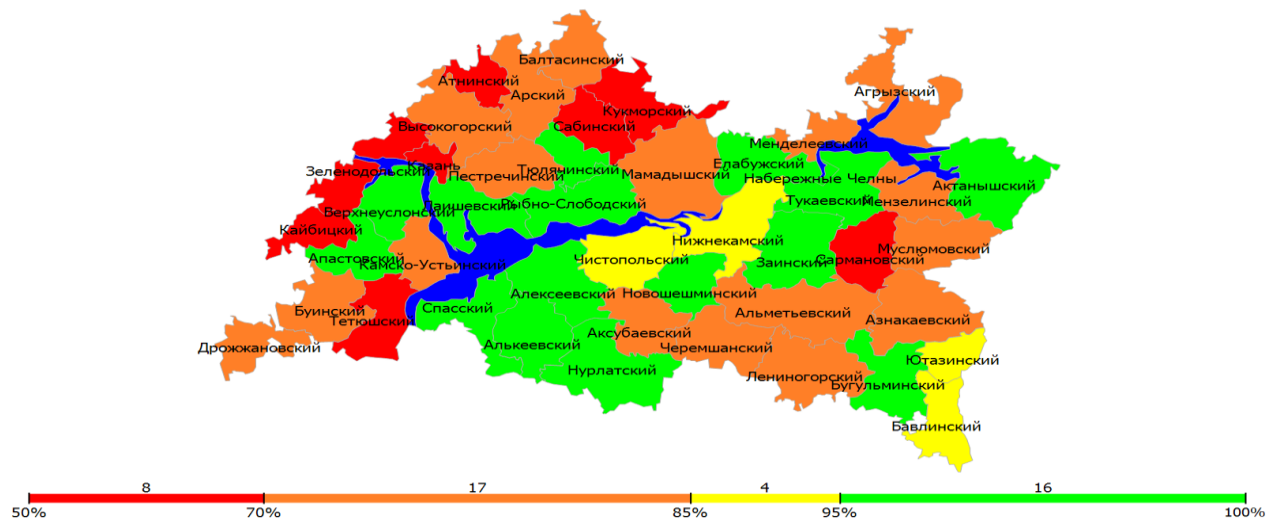 Балтасинский
Атнинский
Арский
Агрызский
Кукморский
Высокогорский
Сабинский
Менделеевский
Казань
Елабужский
Зеленодольский
Тюлячинский
Пестречинский
Мамадышский
Набережные Челны
Актанышский
Тукаевский
Мензелинский
Рыбно-Слободский
Лаишевский
Верхнеуслонский
Кайбицкий
Нижнекамский
Муслюмовский
Апастовский
Камско-Устьинский
Чистопольский
Заинский
Сармановский
Алексеевский
Новошешминский
Спасский
Буинский
Тетюшский
Альметьевский
Азнакаевский
Аксубаевский
Дрожжановский
Алькеевский
Черемшанский
Ютазинский
Нурлатский
Лениногорский
Бугульминский
Бавлинский
8 17 4 16
50% 70% 85% 95% 100%